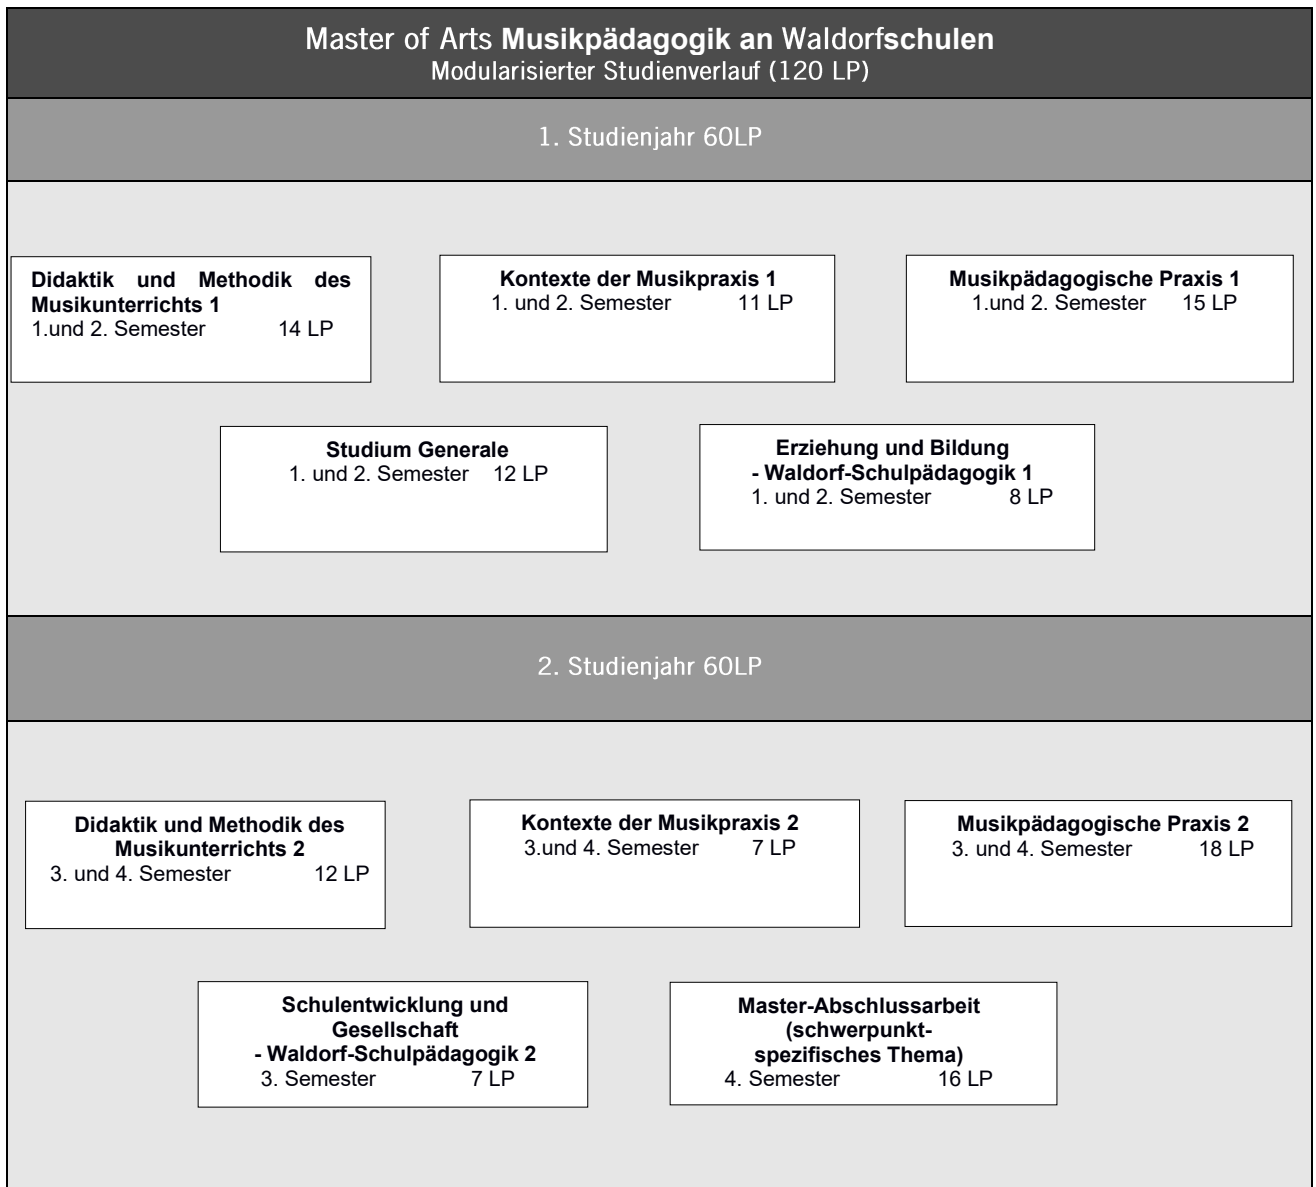 Master of Arts Musikpädagogik an Waldorfschulen
Modularisierter Studienverlauf (120 LP)
1. Studienjahr 60LP
Didaktik und Methodik des
Musikunterrichts 1
1.und 2. Semester 14 LP
Kontexte der Musikpraxis 1
1. und 2. Semester 11 LP
Musikpädagogische Praxis 1
1.und 2. Semester 15 LP
Studium Generale
1. und 2. Semester 12 LP
Erziehung und Bildung
- Waldorf-Schulpädagogik 1
1. und 2. Semester 8 LP
2. Studienjahr 60LP
Didaktik und Methodik des
Musikunterrichts 2
3. und 4. Semester 12 LP
Kontexte der Musikpraxis 2
3.und 4. Semester 7 LP
Musikpädagogische Praxis 2
3. und 4. Semester 18 LP
Schulentwicklung und
Gesellschaft
- Waldorf-Schulpädagogik 2
3. Semester 7 LP
Master-Abschlussarbeit
(schwerpunkt-
spezifisches Thema)
4. Semester 16 LP